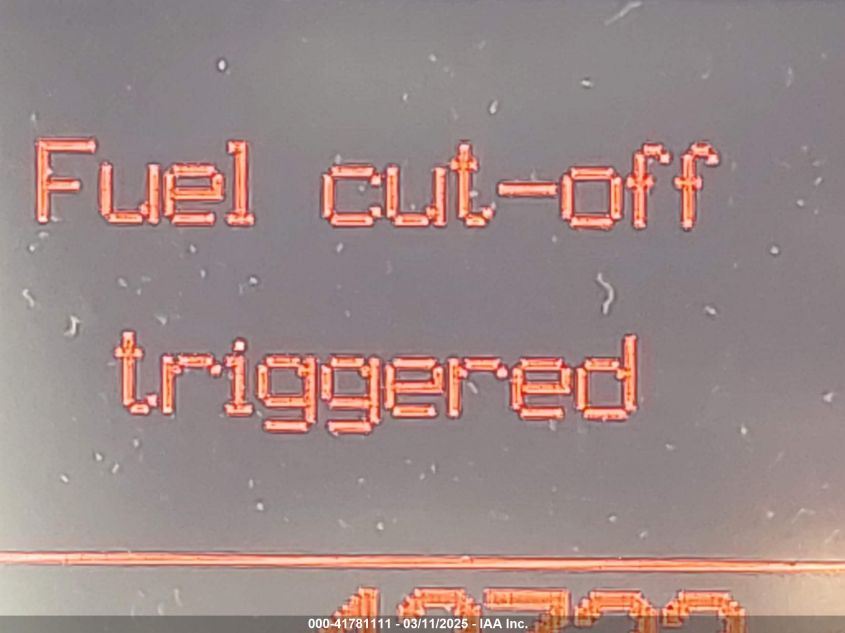 Fuel cut-off
triggered
000-41781111 - 03/11/2025 - IAA Inc.